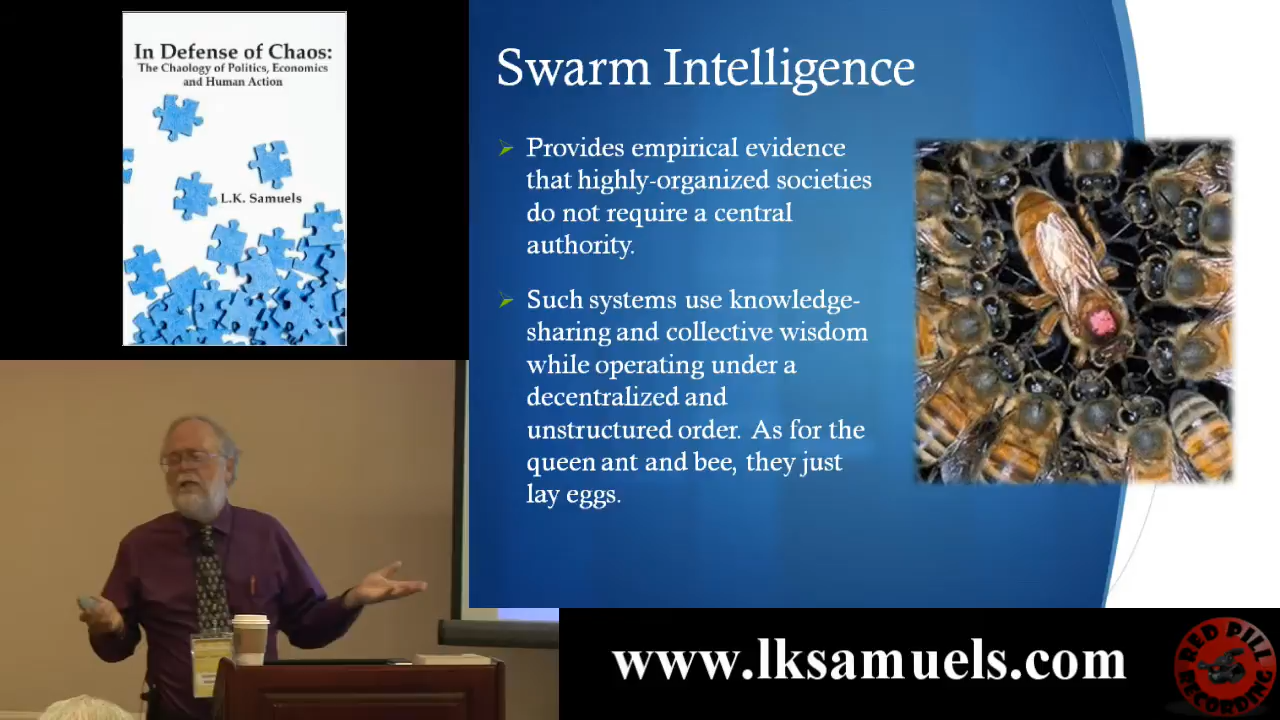 In Defense of Chaos:
The Chaology of Politics, Economics
and Human Action
L.K. Samuels
Swarm Intelligence
Provides empirical evidence
that highly-organized societies
do not require a central
authority.
Such systems use knowledge-
sharing and collective wisdom
while operating under a
decentralized and
unstructured order. As for the
queen ant and bee, they just
lay eggs.
www.lksamuels.com
RED PILL
RECORDING